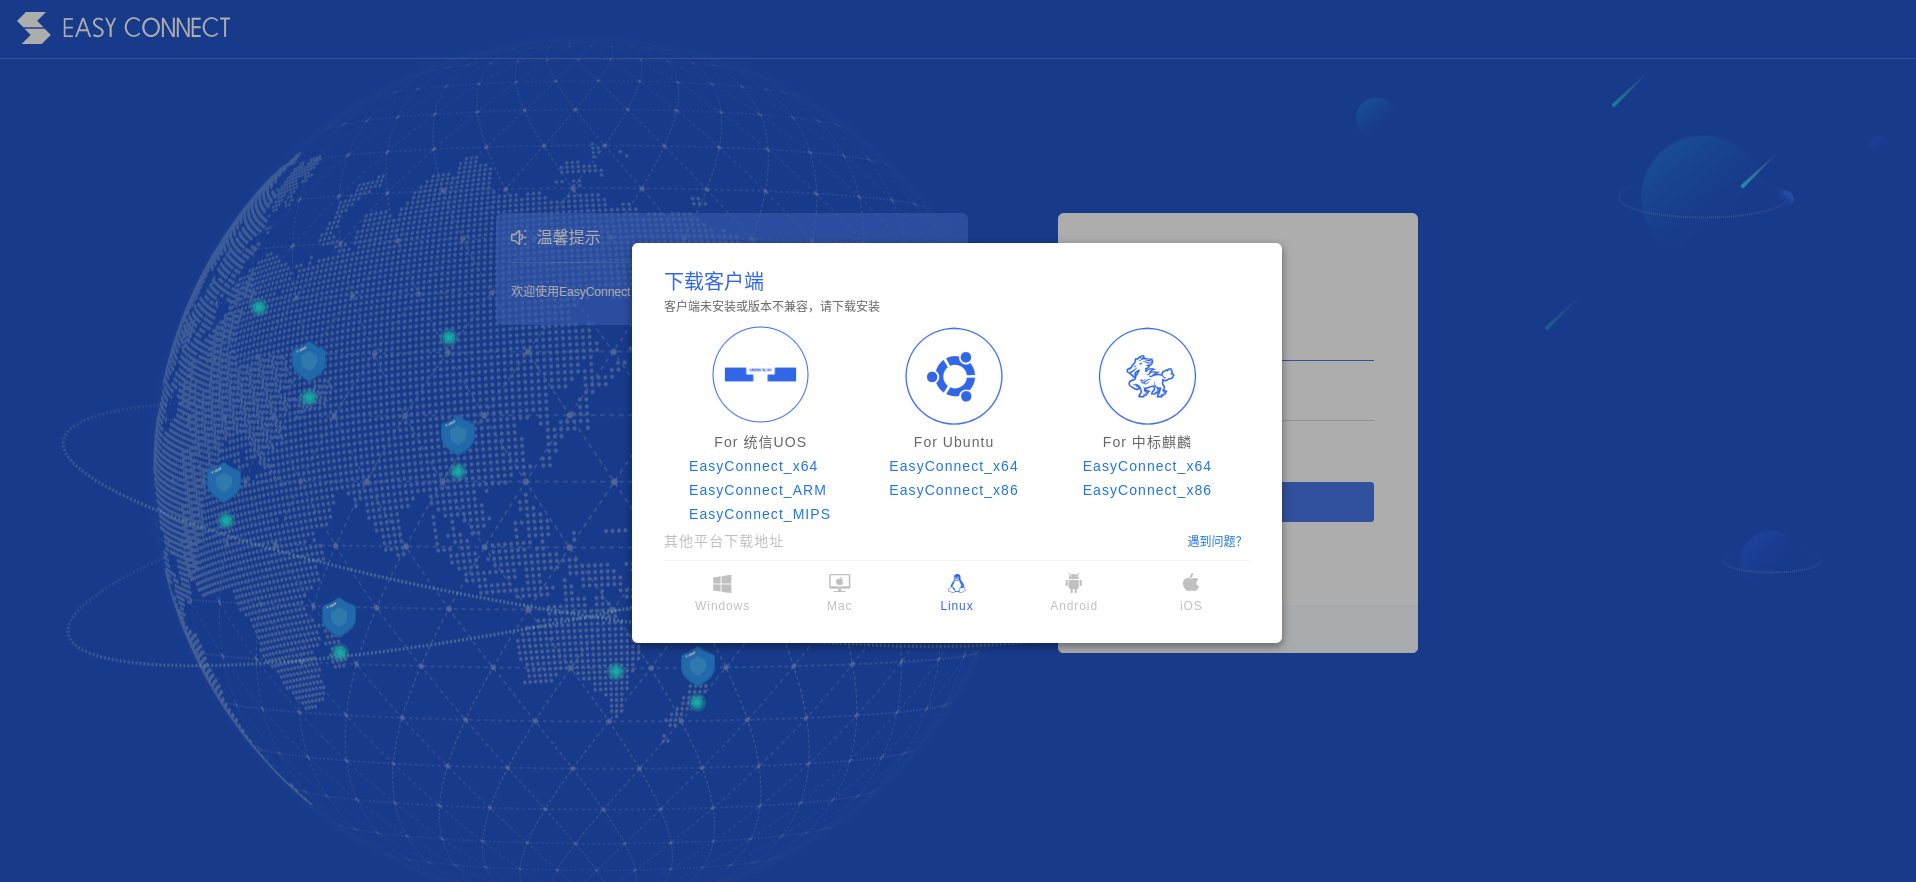 EASY CONNECT
温馨提示
欢迎使用EasyConnect
下载客户端
客户端未安装或版本不兼容，请下载安装
For 统信UOS
EasyConnect_x64
EasyConnect_ARM
EasyConnect_MIPS
For Ubuntu
EasyConnect_x64
EasyConnect_x86
For 中标麒麟
EasyConnect_x64
EasyConnect_x86
其他平台下载地址
遇到问题？
Windows
Mac
Linux
Android
iOS